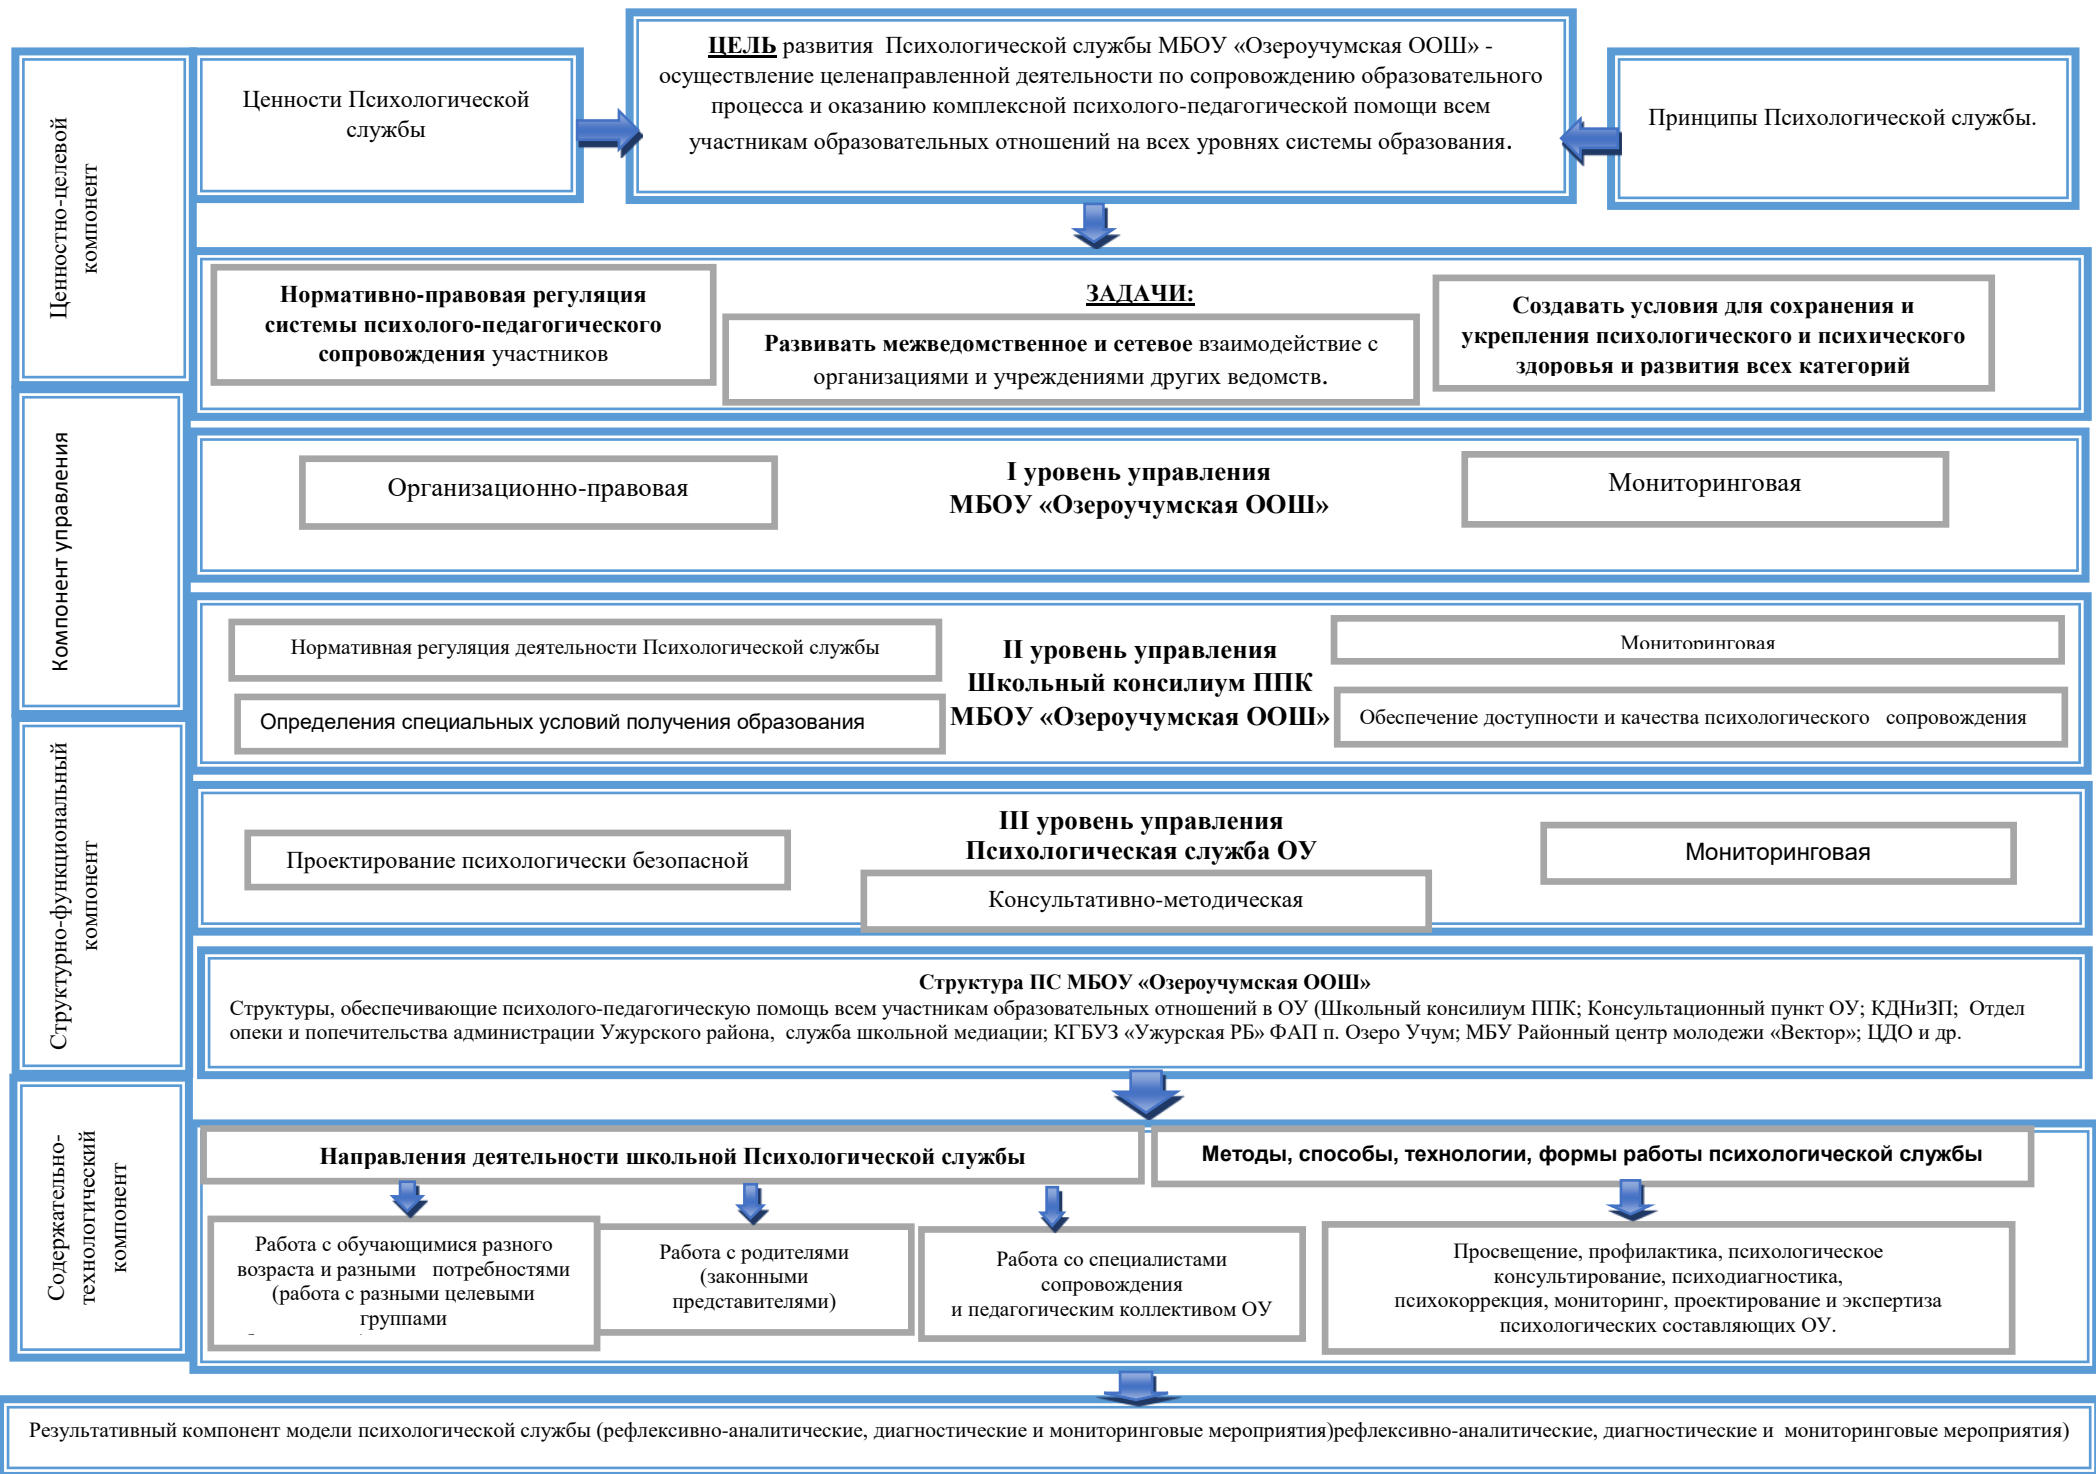 Ценностно-целевой
компонент
Ценности Психологической
службы
ЦЕЛЬ развития Психологической службы МБОУ «Озероучумская ООШ» -
осуществление целенаправленной деятельности по сопровождению образовательного
процесса и оказанию комплексной психолого-педагогической помощи всем
участникам образовательных отношений на всех уровнях системы образования.
Принципы Психологической службы.
ЗАДАЧИ:
Нормативно-правовая регуляция
системы психолого-педагогического
сопровождения участников
Развивать межведомственное и сетевое взаимодействие с
организациями и учреждениями других ведомств.
Создавать условия для сохранения и
укрепления психологического и психического
здоровья и развития всех категорий
Компонент управления
Организационно-правовая
I уровень управления
МБОУ «Озероучумская ООШ»
Мониторинговая
Нормативная регуляция деятельности Психологической службы
Определения специальных условий получения образования
II уровень управления
Школьный консилиум ППК
МБОУ «Озероучумская ООШ»
Мониторинговая
Обеспечение доступности и качества психологического сопровождения
Структурно-функциональный
компонент
III уровень управления
Психологическая служба ОУ
Проектирование психологически безопасной
Консультативно-методическая
Мониторинговая
Структура ПС МБОУ «Озероучумская ООШ»
Структуры, обеспечивающие психолого-педагогическую помощь всем участникам образовательных отношений в ОУ (Школьный консилиум ППК; Консультационный пункт ОУ; КДНиЗП; Отдел
опеки и попечительства администрации Ужурского района, служба школьной медиации; КГБУЗ «Ужурская РБ» ФАП п. Озеро Учум; МБУ Районный центр молодежи «Вектор»; ЦДО и др.
Содержательно-
технологический
компонент
Направления деятельности школьной Психологической службы
Методы, способы, технологии, формы работы психологической службы
Работа с обучающимися разного
возраста и разными потребностями
(работа с разными целевыми
группами
Работа с родителями
(законными
представителями)
Работа со специалистами
сопровождения
и педагогическим коллективом ОУ
Просвещение, профилактика, психологическое
консультирование, психодиагностика,
психокоррекция, мониторинг, проектирование и экспертиза
психологических составляющих ОУ.
Результативный компонент модели психологической службы (рефлексивно-аналитические, диагностические и мониторинговые мероприятия)рефлексивно-аналитические, диагностические и мониторинговые мероприятия)